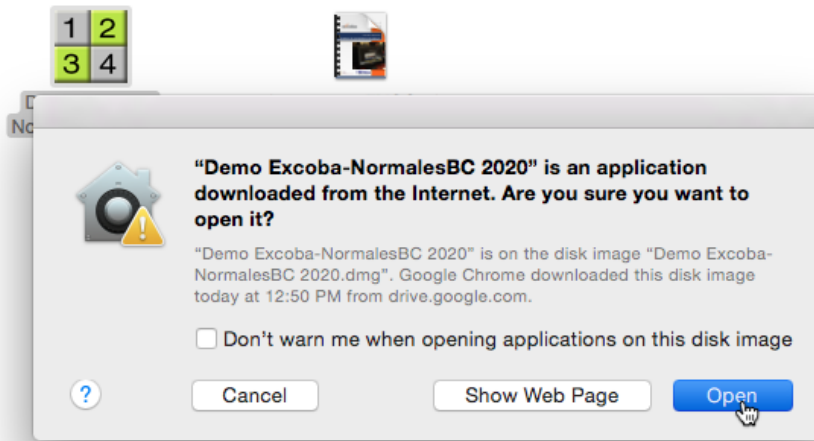 1 2
3 4
“Demo Excoba-NormalesBC 2020” is an application
downloaded from the Internet. Are you sure you want to
open it?
“Demo Excoba-NormalesBC 2020” is on the disk image “Demo Excoba-
NormalesBC 2020.dmg”. Google Chrome downloaded this disk image
today at 12:50 PM from drive.google.com.
Don’t warn me when opening applications on this disk image
?
Cancel
Show Web Page
Open